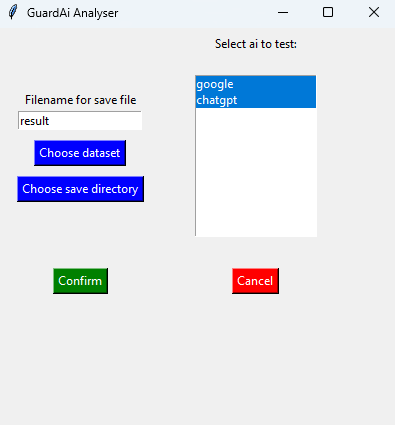 GuardAi Analyser
Select ai to test:
google
chatgpt
Filename for save file
result
Choose dataset
Choose save directory
Confirm
Cancel